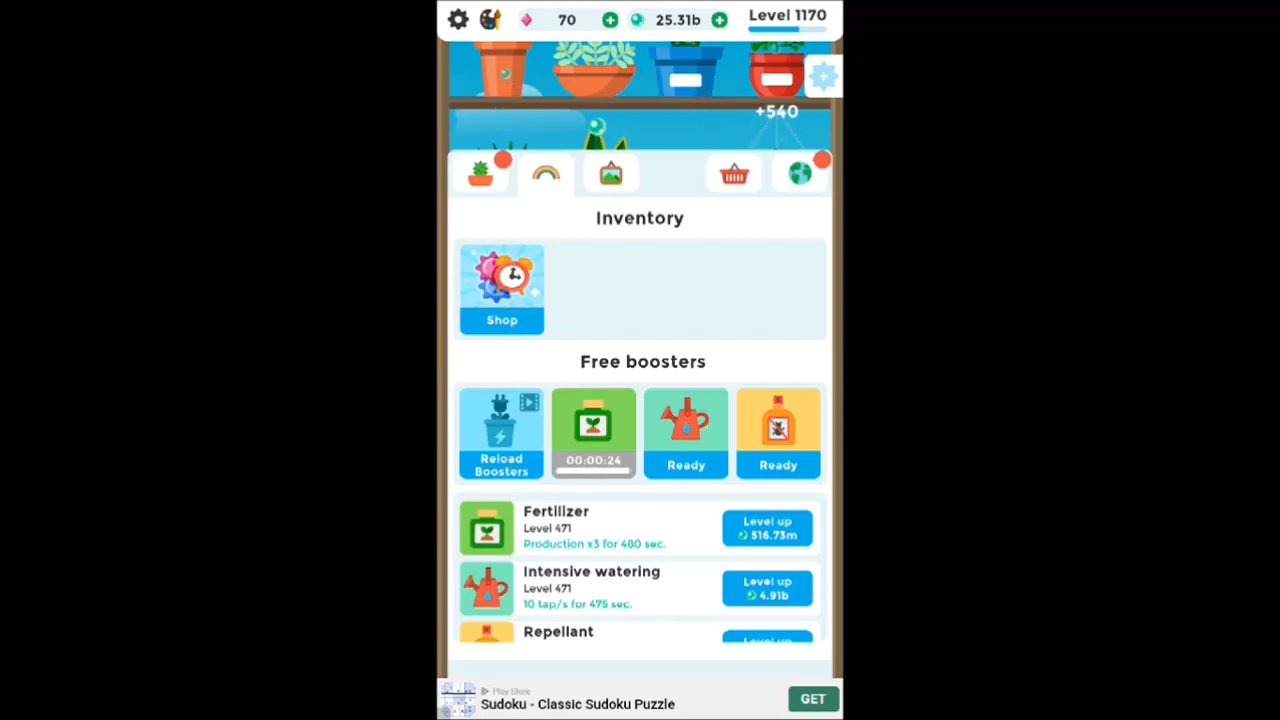 70
25.31b
Level 1170
+540
Inventory
Shop
Free boosters
Reload
Boosters
00:00:24
Ready
Ready
Fertilizer
Level 471
Production x3 for 480 sec.
Level up
516.73m
Intensive watering
Level 471
10 tap/s for 475 sec.
Level up
4.91b
Repellant
Level up
Play Store
Sudoku - Classic Sudoku Puzzle
GET